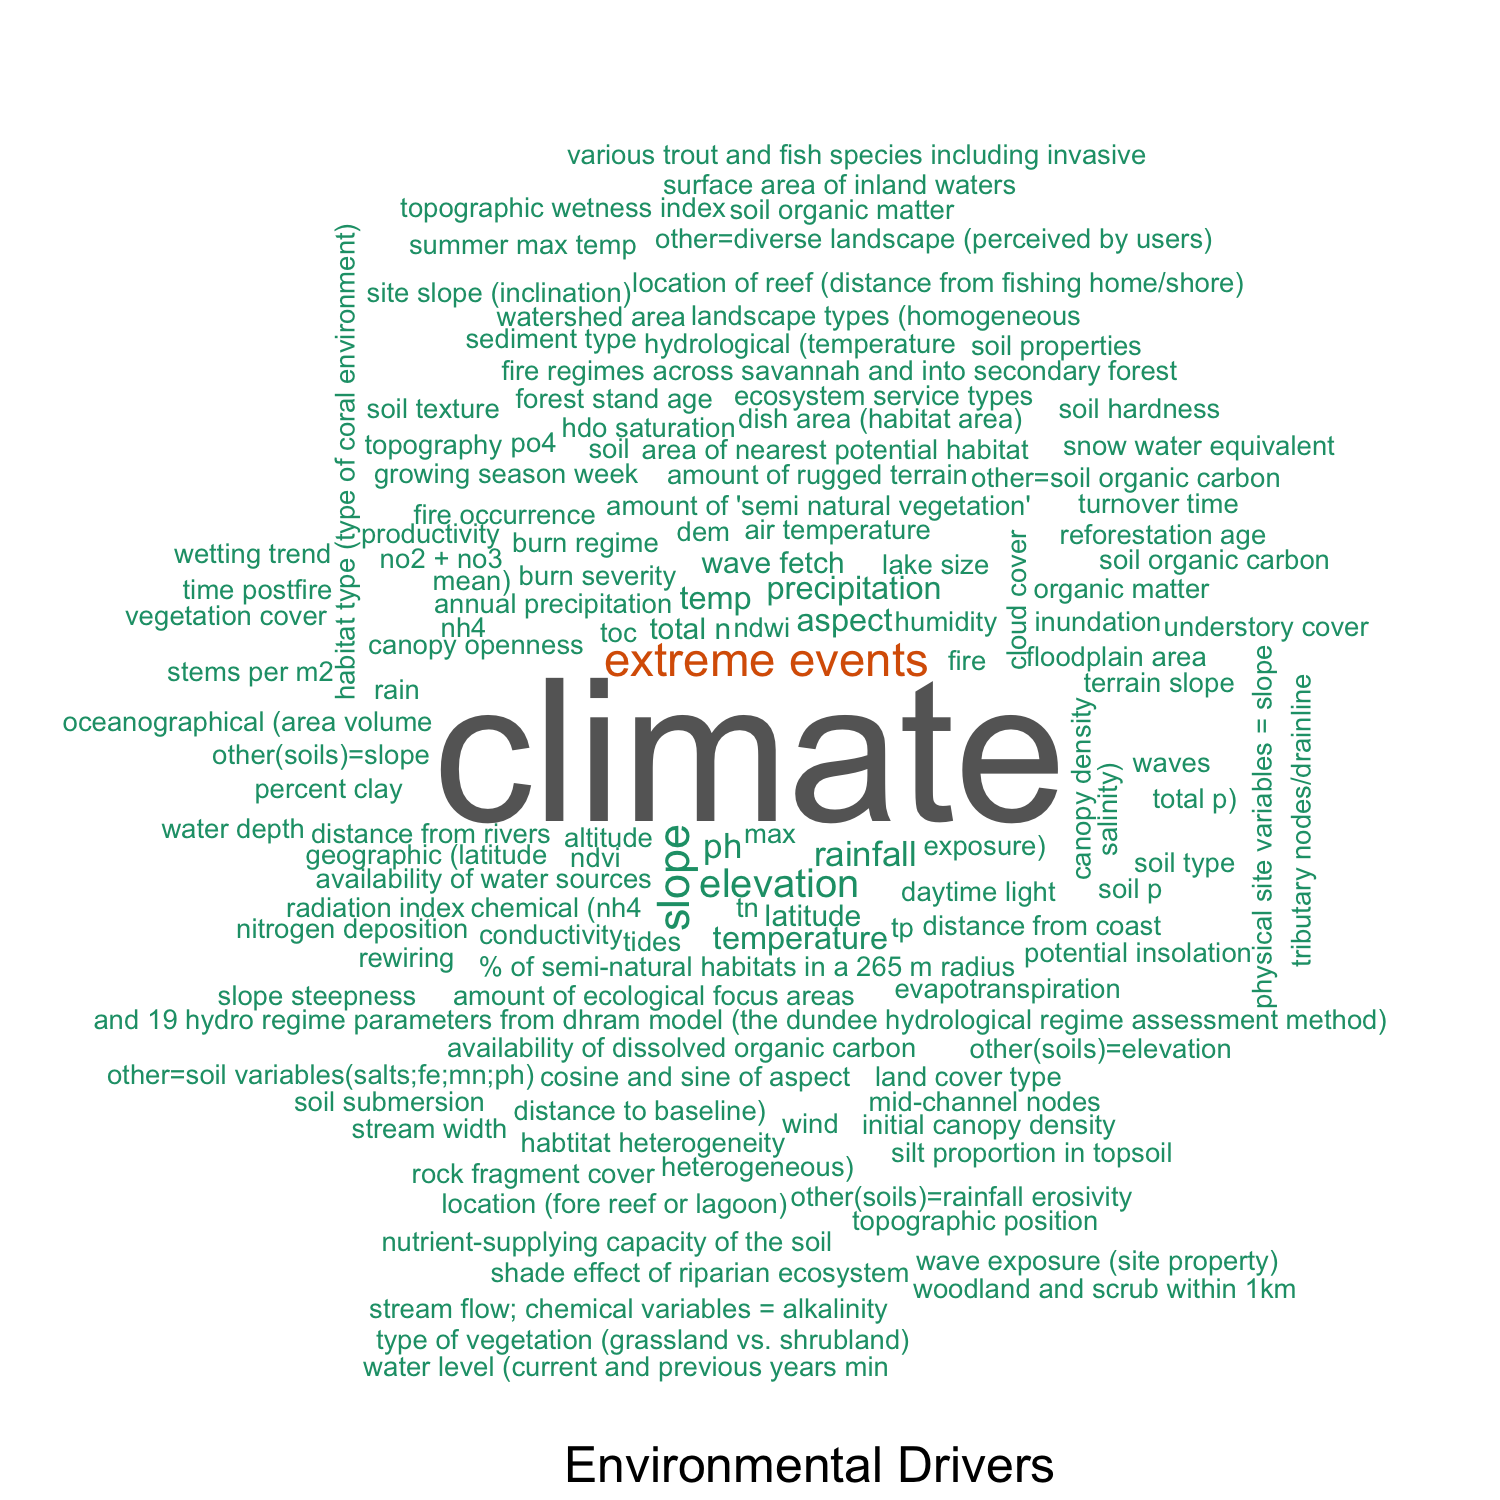 various trout and fish species including invasive
surface area of inland waters
topographic wetness index
soil organic matter
summer max temp
other=diverse landscape (perceived by users)
habitat type (type of coral environment)
site slope (inclination)
location of reef (distance from fishing home/shore)
watershed area
landscape types (homogeneous
sediment type
hydrological (temperature
soil properties
fire regimes across savannah and into secondary forest
soil texture
forest stand age
ecosystem service types
soil hardness
hdo saturation
dish area (habitat area)
topography
po4
soil
area of nearest potential habitat
snow water equivalent
growing season week
amount of rugged terrain
other=soil organic carbon
fire occurrence
amount of 'semi natural vegetation'
turnover time
productivity
burn regime
dem
air temperature
cloud cover
reforestation age
wetting trend
no2 + no3
wave fetch
lake size
soil organic carbon
time postfire
mean)
burn severity
temp
precipitation
organic matter
vegetation cover
annual precipitation
nh4
toc
total n
ndwi
aspect
humidity
inundation
understory cover
canopy openness
extreme events
fire
floodplain area
stems per m2
rain
terrain slope
oceanographical (area volume
climate
canopy density
physical site variables = slope
tributary nodes/drainline
other(soils)=slope
salinity)
waves
percent clay
total p)
water depth
distance from rivers
altitude
slope
ph
max
rainfall
exposure)
geographic (latitude
ndvi
soil type
availability of water sources
elevation
daytime light
soil p
radiation index
chemical (nh4
tn
latitude
nitrogen deposition
conductivity
tides
temperature
tp
distance from coast
rewiring
% of semi-natural habitats in a 265 m radius
potential insolation
slope steepness
amount of ecological focus areas
evapotranspiration
and 19 hydro regime parameters from dhram model (the dundee hydrological regime assessment method)
availability of dissolved organic carbon
other(soils)=elevation
other=soil variables(salts;fe;mn;ph)
cosine and sine of aspect
land cover type
soil submersion
distance to baseline)
mid-channel nodes
stream width
wind
initial canopy density
habtitat heterogeneity
silt proportion in topsoil
rock fragment cover
heterogeneous)
location (fore reef or lagoon)
other(soils)=rainfall erosivity
topographic position
nutrient-supplying capacity of the soil
wave exposure (site property)
shade effect of riparian ecosystem
woodland and scrub within 1km
stream flow; chemical variables = alkalinity
type of vegetation (grassland vs. shrubland)
water level (current and previous years min
Environmental Drivers